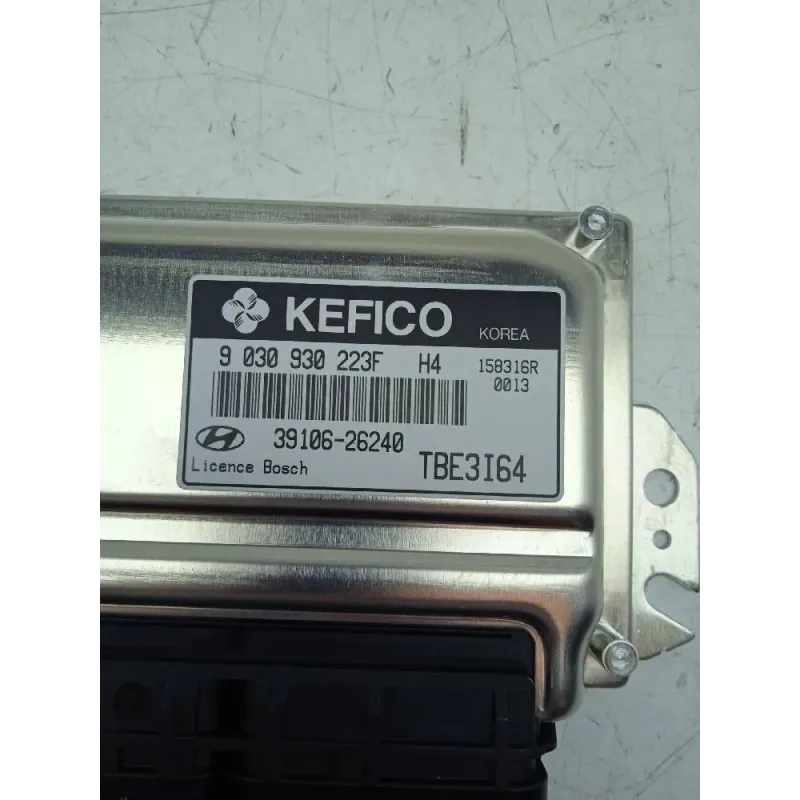 KEFICO KOREA
9 030 930 223F H4 158316R
0013
39106-26240
Licence Bosch TBE3I64